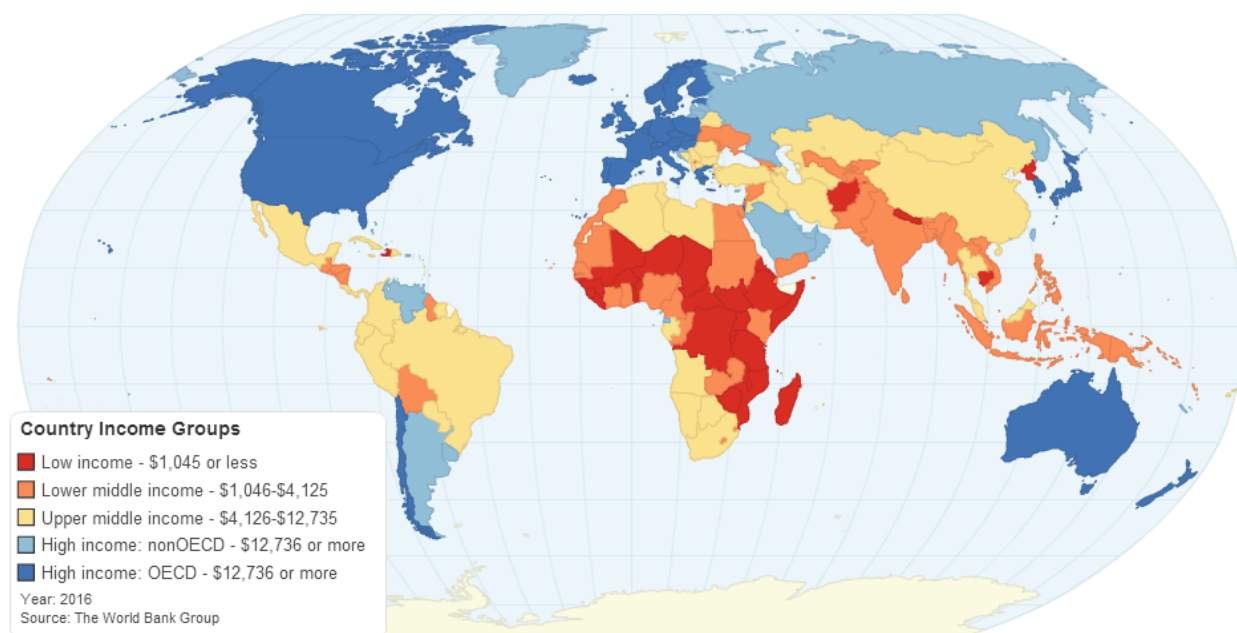 Country Income Groups
Low income - $1,045 or less
Lower middle income - $1,046-$4,125
Upper middle income - $4,126-$12,735
High income: nonOECD - $12,736 or more
High income: OECD - $12,736 or more
Year: 2016
Source: The World Bank Group